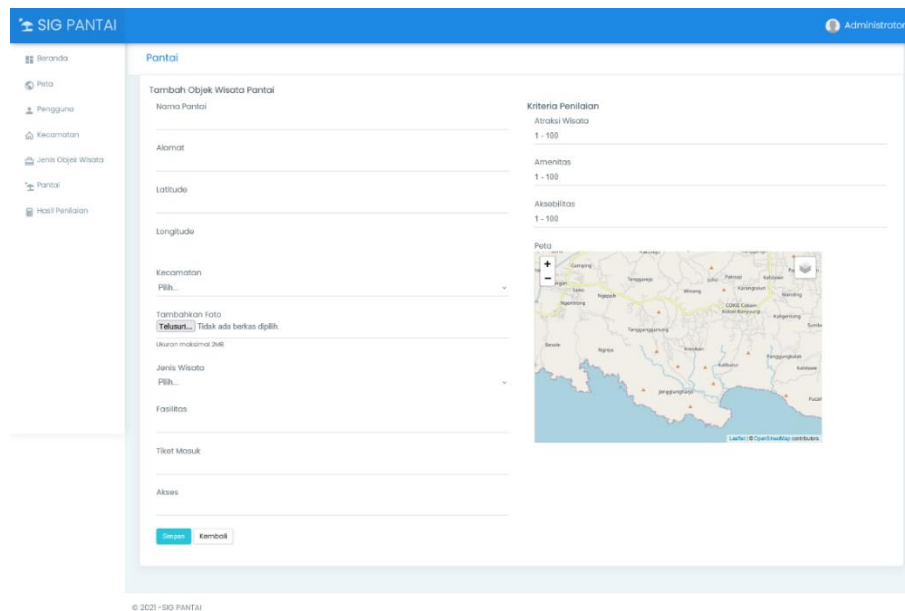 SIG PANTAI
Administrator
Beranda
Peta
Pengguna
Kecamatan
Jenis Objek Wisata
Pantai
Hasil Penilaian
Pantai
Tambah Objek Wisata Pantai
Nama Pantai
Alamat
Latitude
Longitude
Kecamatan
Pilih...
Tambahkan Foto
Telusuri... Tidak ada berkas dipilih.
Ukuran maksimal 2MB
Jenis Wisata
Pilih...
Fasilitas
Tiket Masuk
Akses
Simpan Kembali
Kriteria Penilaian
Atraksi Wisata
1 - 100
Amenitas
1 - 100
Aksebilitas
1 - 100
Peta
+
-
Leaflet | © OpenStreetMap contributors
© 2021 - SIG PANTAI